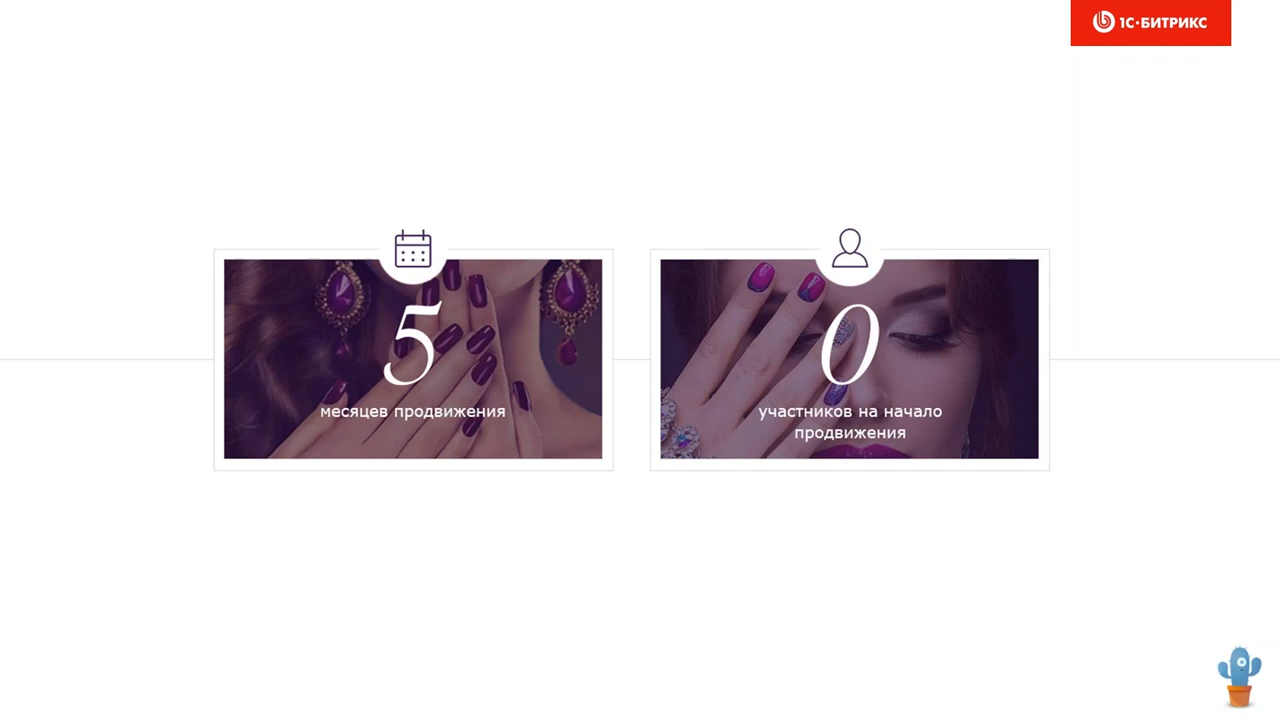 1С·БИТРИКС
5
месяцев продвижения
0
участников на начало
продвижения